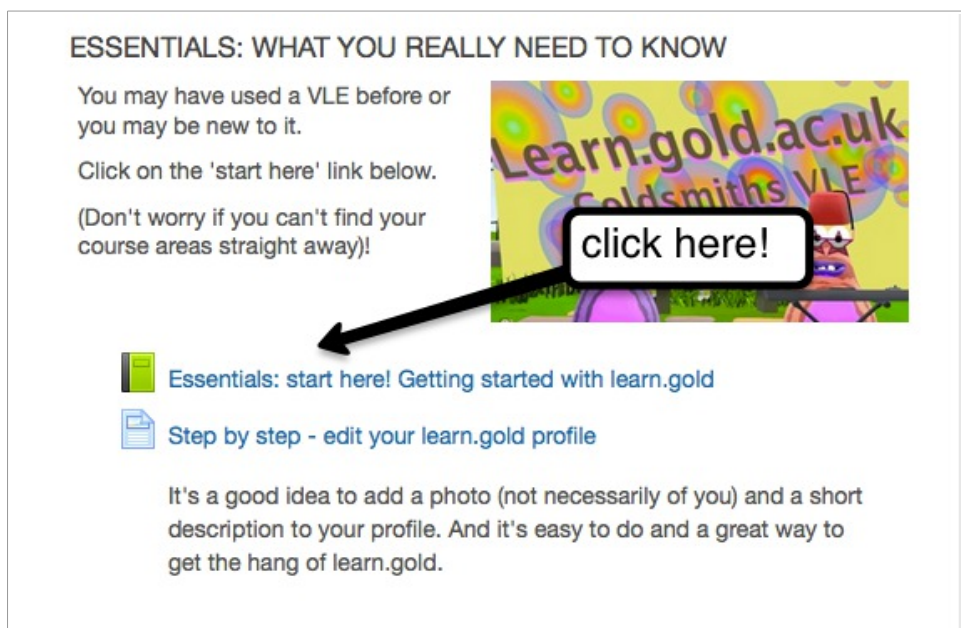 ESSENTIALS: WHAT YOU REALLY NEED TO KNOW
You may have used a VLE before or
you may be new to it.
Click on the 'start here' link below.
(Don't worry if you can't find your
course areas straight away)!
Learn.gold.ac.uk
Goldsmiths VLE
click here!
Essentials: start here! Getting started with learn.gold
Step by step - edit your learn.gold profile
It's a good idea to add a photo (not necessarily of you) and a short
description to your profile. And it's easy to do and a great way to
get the hang of learn.gold.